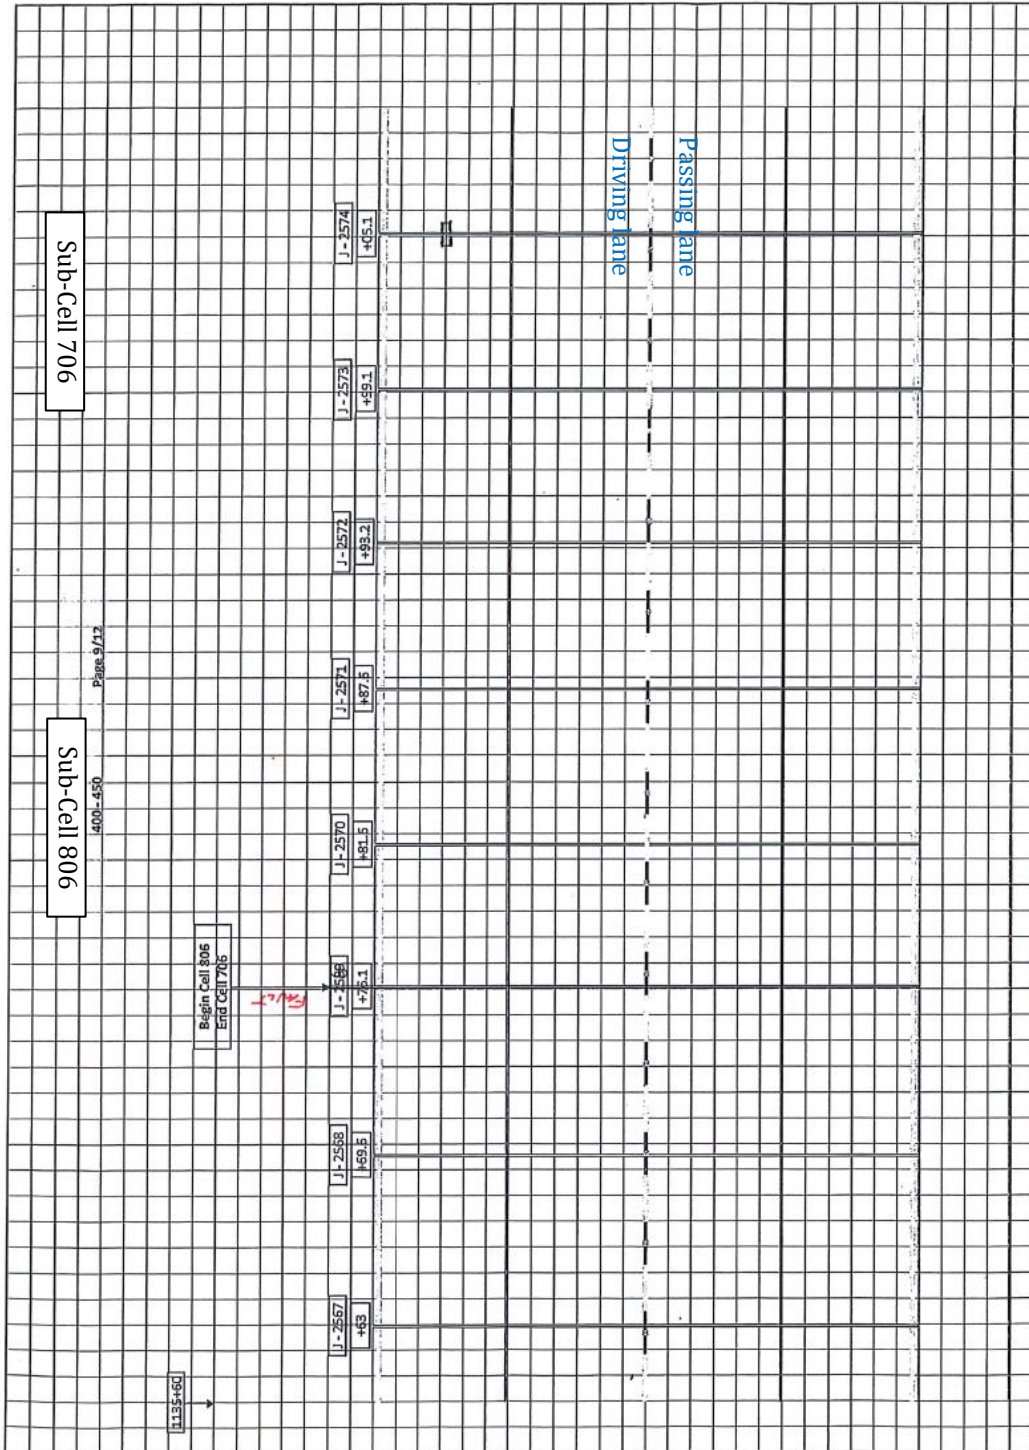 Passing lane
Driving lane
J - 2574
+05.1
J - 2573
+99.1
J - 2572
+93.2
J - 2571
+87.5
J - 2570
+81.5
+75.1
J - 2568
+69.5
J - 2567
+63
FAULT
Begin Cell 806
End Cell 706
1135+60
Page 9/12
400 - 450
Sub-Cell 706
Sub-Cell 806